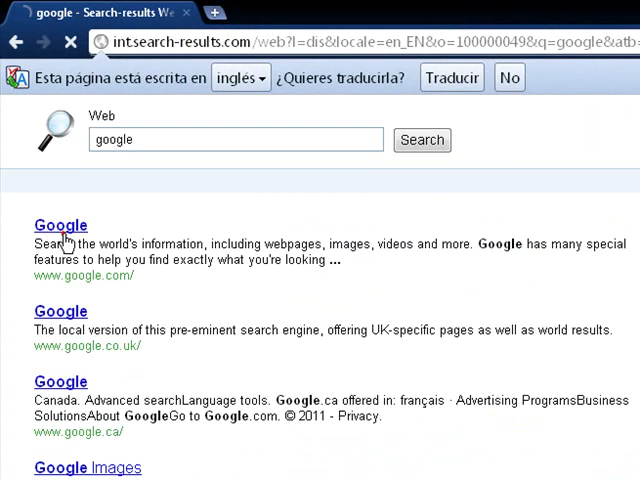 google - Search-results We
int.search-results.com/web?l=dis&locale=en_EN&o=100000049&q=google&atb=
Esta página está escrita en inglés ¿Quieres traducirla? Traducir No
Web
google Search
Google
Search the world's information, including webpages, images, videos and more. Google has many special
features to help you find exactly what you're looking ...
www.google.com/
Google
The local version of this pre-eminent search engine, offering UK-specific pages as well as world results.
www.google.co.uk/
Google
Canada. Advanced searchLanguage tools. Google.ca offered in: français · Advertising ProgramsBusiness
SolutionsAbout GoogleGo to Google.com. © 2011 - Privacy.
www.google.ca/
Google Images